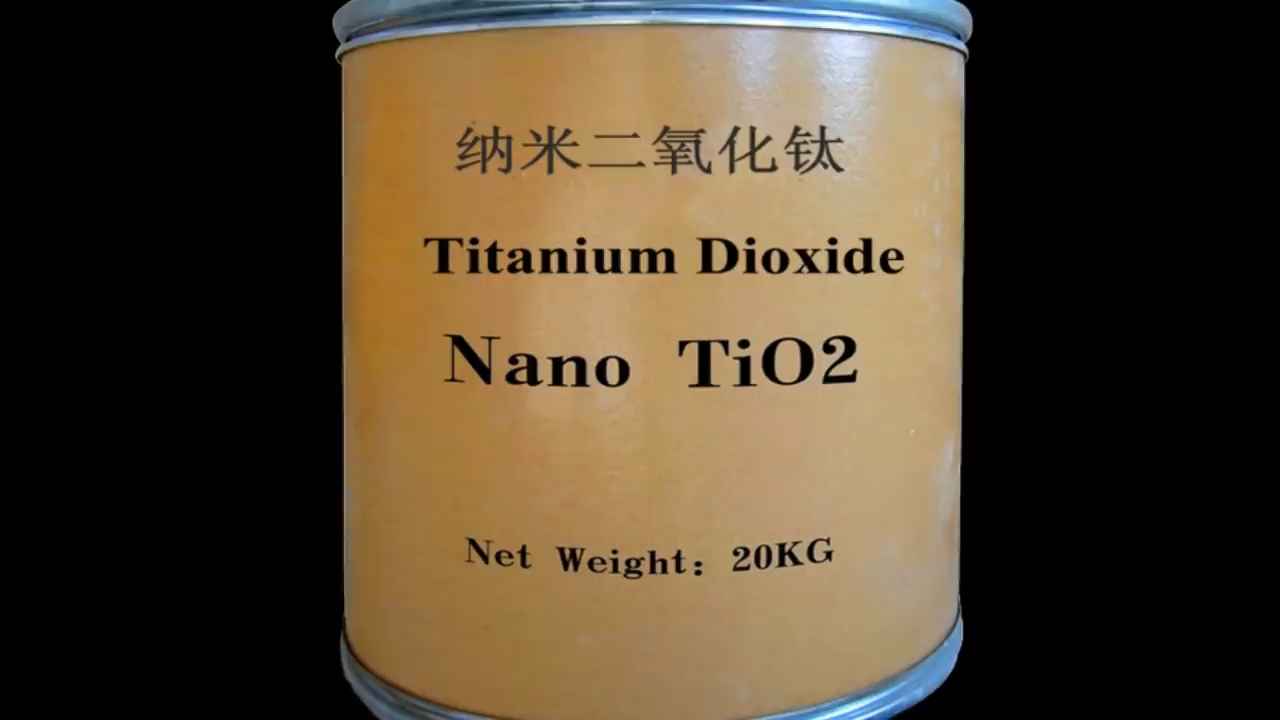 纳米二氧化钛
Titanium Dioxide
Nano TiO2
Net Weight：20KG